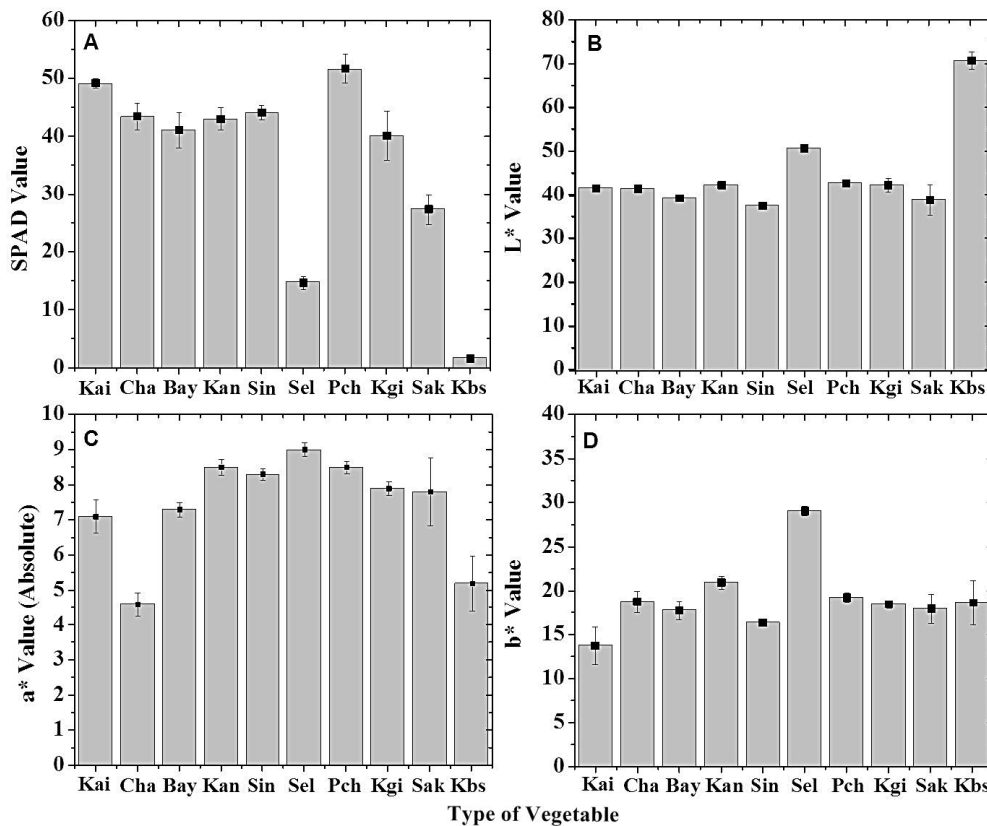 A
SPAD Value
60
50
40
30
20
10
0
Kai Cha Bay Kan Sin Sel Pch Kgi Sak Kbs
B
L* Value
80
70
60
50
40
30
20
10
0
Kai Cha Bay Kan Sin Sel Pch Kgi Sak Kbs
C
a* Value (Absolute)
10
9
8
7
6
5
4
3
2
1
0
Kai Cha Bay Kan Sin Sel Pch Kgi Sak Kbs
D
b* Value
40
35
30
25
20
15
10
5
0
Kai Cha Bay Kan Sin Sel Pch Kgi Sak Kbs
Type of Vegetable